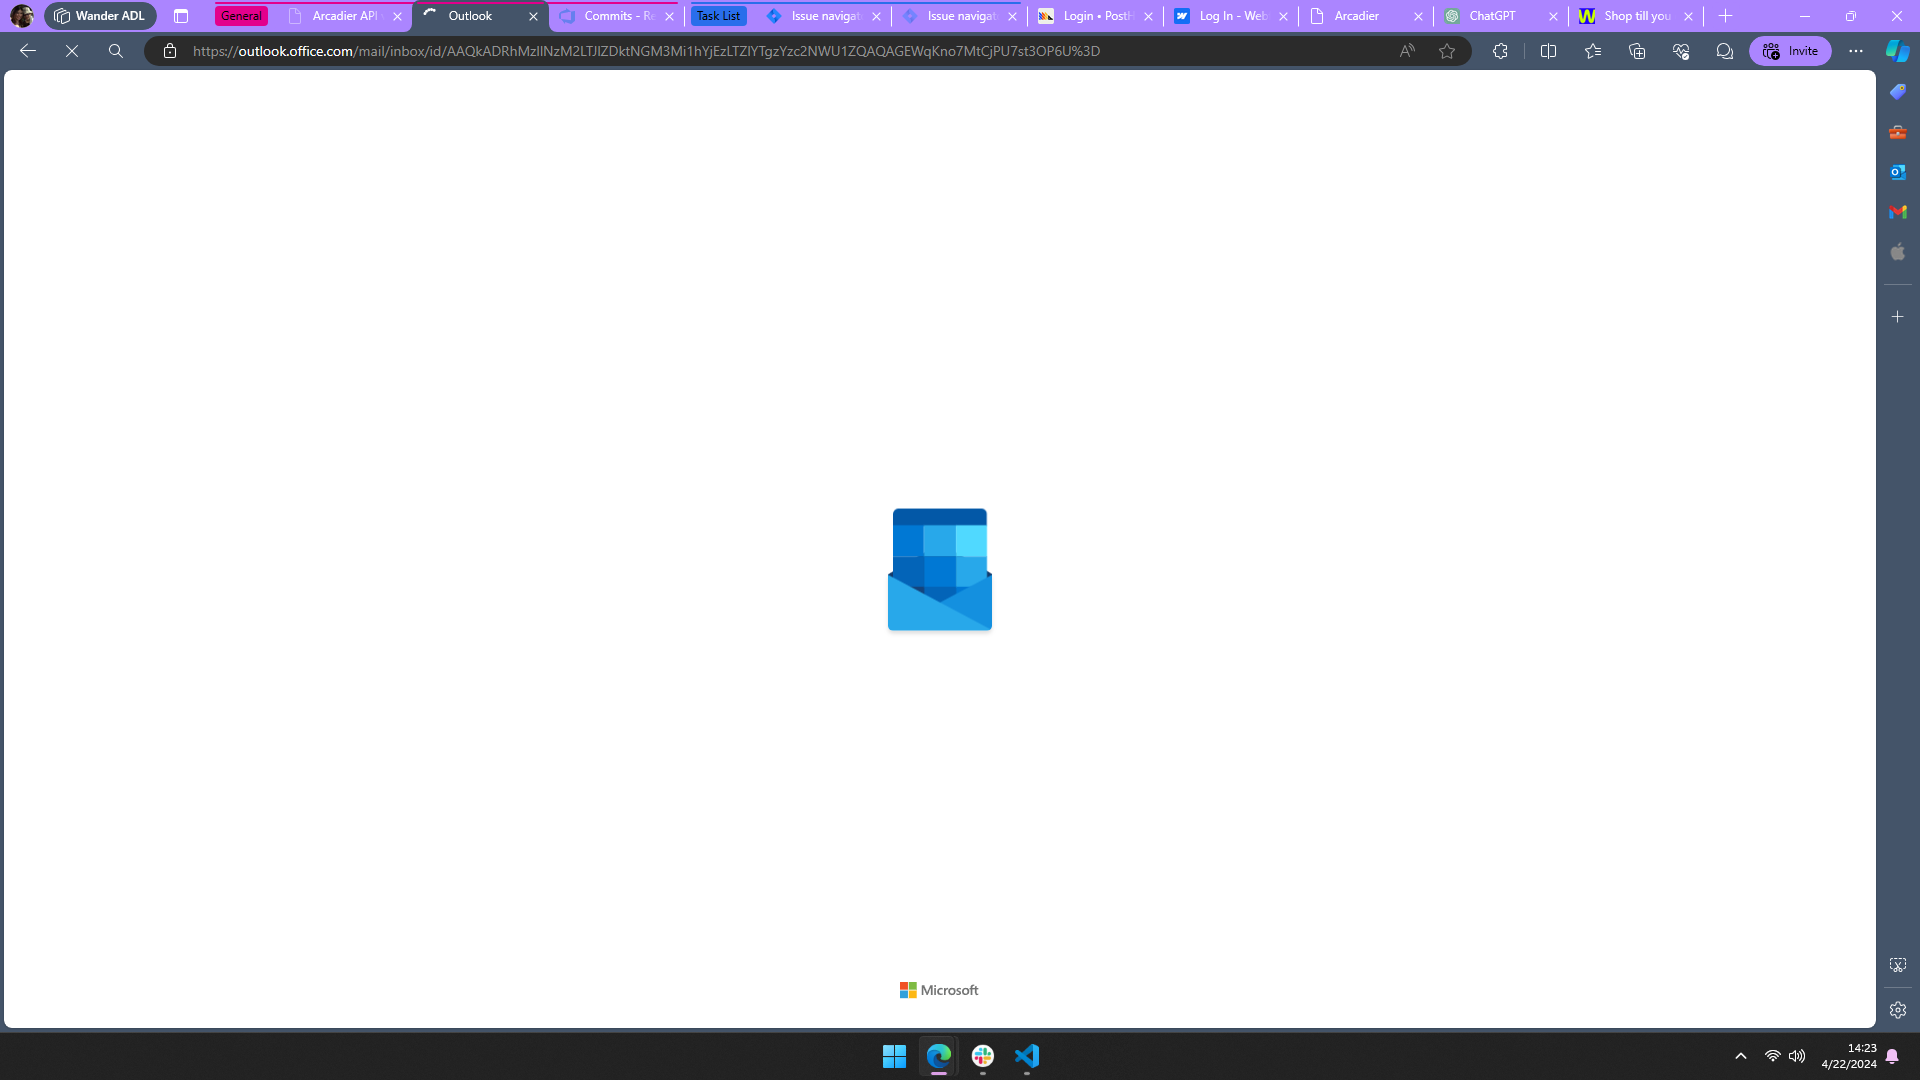 Wander ADL
General
Arcadier API
Outlook
Commits - Re
Task List
Issue navigat
Issue navigat
Login • PostH
Log In - Web
Arcadier
ChatGPT
Shop till you
https://outlook.office.com/mail/inbox/id/AAQkADRhMzllNzM2LTJlZDktNGM3Mi1hYjEzLTZlYTgzYzc2NWU1ZQAQAGEWqKno7MtCjPU7st3OP6U%3D
Invite
Microsoft
14:23
4/22/2024